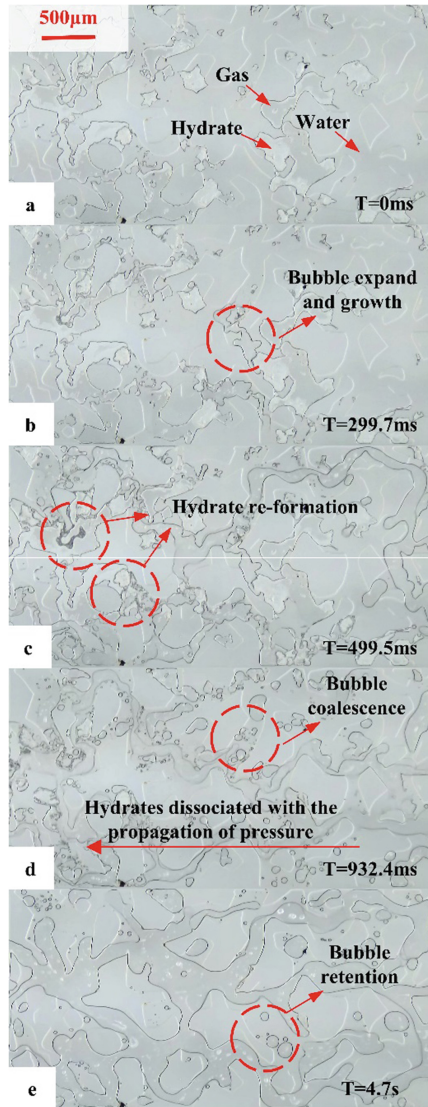 500μm
Gas
Hydrate
Water
a
T=0ms
Bubble expand
and growth
b
T=299.7ms
Hydrate re-formation
c
T=499.5ms
Bubble
coalescence
Hydrates dissociated with the
propagation of pressure
d
T=932.4ms
Bubble
retention
e
T=4.7s